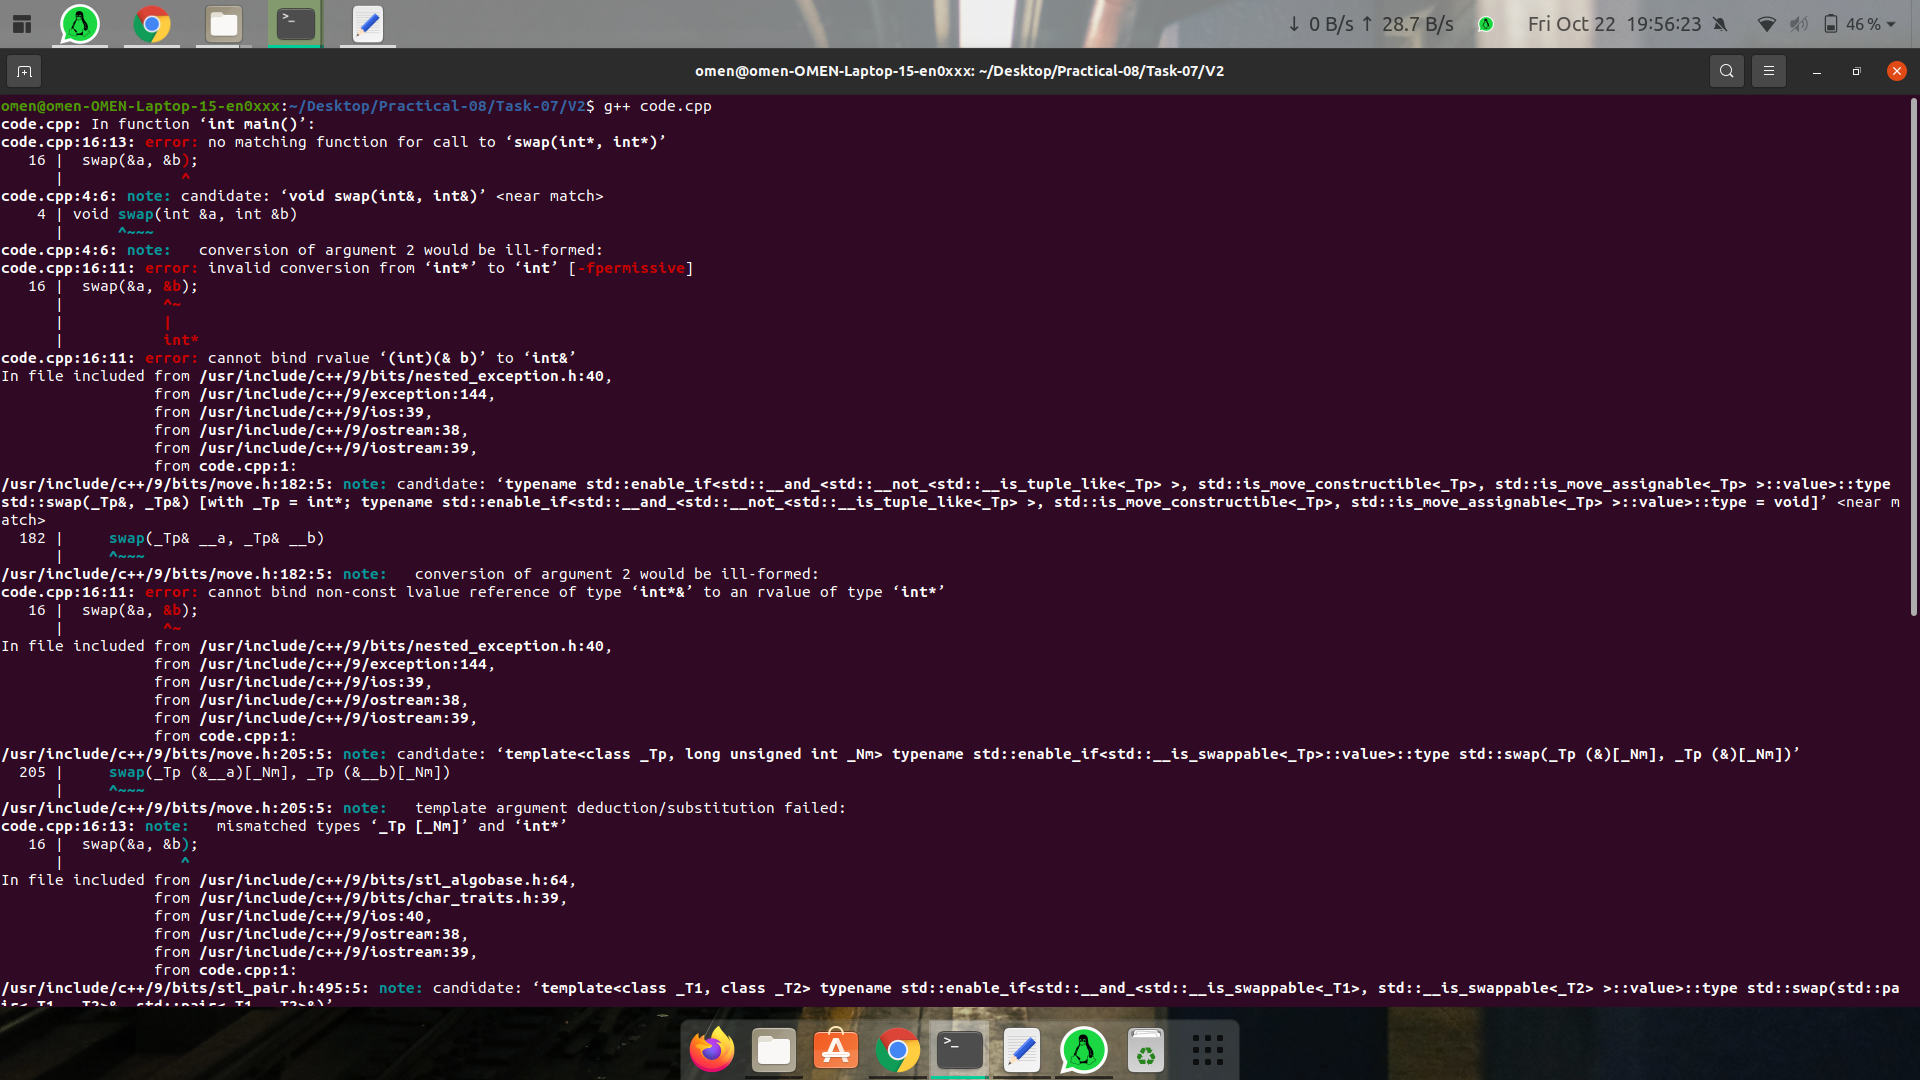 ↓ 0 B/s ↑ 28.7 B/s
Fri Oct 22 19:56:23
46 %
omen@omen-OMEN-Laptop-15-en0xxx: ~/Desktop/Practical-08/Task-07/V2
omen@omen-OMEN-Laptop-15-en0xxx:~/Desktop/Practical-08/Task-07/V2$ g++ code.cpp
code.cpp: In function ‘int main()’:
code.cpp:16:13: error: no matching function for call to ‘swap(int*, int*)’
   16 |  swap(&a, &b);
      |             ^
code.cpp:4:6: note: candidate: ‘void swap(int&, int&)’ <near match>
    4 | void swap(int &a, int &b)
      |      ^~~~
code.cpp:4:6: note:   conversion of argument 2 would be ill-formed:
code.cpp:16:11: error: invalid conversion from ‘int*’ to ‘int’ [-fpermissive]
   16 |  swap(&a, &b);
      |           ^~
      |           |
      |           int*
code.cpp:16:11: error: cannot bind rvalue ‘(int)(& b)’ to ‘int&’
In file included from /usr/include/c++/9/bits/nested_exception.h:40,
                 from /usr/include/c++/9/exception:144,
                 from /usr/include/c++/9/ios:39,
                 from /usr/include/c++/9/ostream:38,
                 from /usr/include/c++/9/iostream:39,
                 from code.cpp:1:
/usr/include/c++/9/bits/move.h:182:5: note: candidate: ‘typename std::enable_if<std::__and_<std::__not_<std::__is_tuple_like<_Tp> >, std::is_move_constructible<_Tp>, std::is_move_assignable<_Tp> >::value>::type
std::swap(_Tp&, _Tp&) [with _Tp = int*; typename std::enable_if<std::__and_<std::__not_<std::__is_tuple_like<_Tp> >, std::is_move_constructible<_Tp>, std::is_move_assignable<_Tp> >::value>::type = void]’ <near m
atch>
  182 |     swap(_Tp& __a, _Tp& __b)
      |     ^~~~
/usr/include/c++/9/bits/move.h:182:5: note:   conversion of argument 2 would be ill-formed:
code.cpp:16:11: error: cannot bind non-const lvalue reference of type ‘int*&’ to an rvalue of type ‘int*’
   16 |  swap(&a, &b);
      |           ^~
In file included from /usr/include/c++/9/bits/nested_exception.h:40,
                 from /usr/include/c++/9/exception:144,
                 from /usr/include/c++/9/ios:39,
                 from /usr/include/c++/9/ostream:38,
                 from /usr/include/c++/9/iostream:39,
                 from code.cpp:1:
/usr/include/c++/9/bits/move.h:205:5: note: candidate: ‘template<class _Tp, long unsigned int _Nm> typename std::enable_if<std::__is_swappable<_Tp>::value>::type std::swap(_Tp (&)[_Nm], _Tp (&)[_Nm])’
  205 |     swap(_Tp (&__a)[_Nm], _Tp (&__b)[_Nm])
      |     ^~~~
/usr/include/c++/9/bits/move.h:205:5: note:   template argument deduction/substitution failed:
code.cpp:16:13: note:   mismatched types ‘_Tp [_Nm]’ and ‘int*’
   16 |  swap(&a, &b);
      |             ^
In file included from /usr/include/c++/9/bits/stl_algobase.h:64,
                 from /usr/include/c++/9/bits/char_traits.h:39,
                 from /usr/include/c++/9/ios:40,
                 from /usr/include/c++/9/ostream:38,
                 from /usr/include/c++/9/iostream:39,
                 from code.cpp:1:
/usr/include/c++/9/bits/stl_pair.h:495:5: note: candidate: ‘template<class _T1, class _T2> typename std::enable_if<std::__and_<std::__is_swappable<_T1>, std::__is_swappable<_T2> >::value>::type std::swap(std::pa
ir<_T1, _T2>&, std::pair<_T1, _T2>&)’